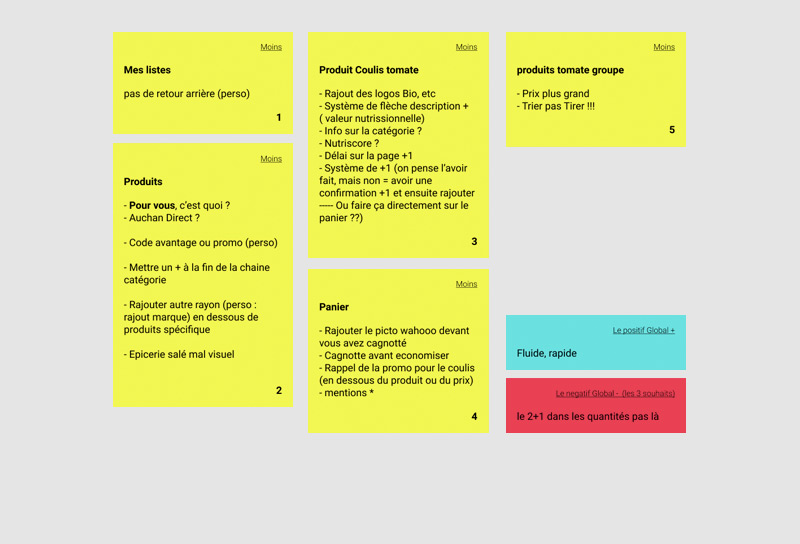 Moins
Mes listes
pas de retour arrière (perso)
1
Moins
Produits
- Pour vous, c'est quoi ?
- Auchan Direct ?
- Code avantage ou promo (perso)
- Mettre un + à la fin de la chaine
catégorie
- Rajouter autre rayon (perso :
rajout marque) en dessous de
produits spécifique
- Epicerie salé mal visuel
2
Moins
Produit Coulis tomate
- Rajout des logos Bio, etc
- Système de flèche description +
( valeur nutrissionnelle)
- Info sur la catégorie ?
- Nutriscore ?
- Délai sur la page +1
- Système de +1 (on pense l'avoir
fait, mais non = avoir une
confirmation +1 et ensuite rajouter
----- Ou faire ça directement sur le
panier ??)
3
Moins
Panier
- Rajouter le picto wahooo devant
vous avez cagnotté
- Cagnotte avant economiser
- Rappel de la promo pour le coulis
(en dessous du produit ou du prix)
- mentions *
4
Moins
produits tomate groupe
- Prix plus grand
- Trier pas Tirer !!!
5
Le positif Global +
Fluide, rapide
Le negatif Global - (les 3 souhaits)
le 2+1 dans les quantités pas là